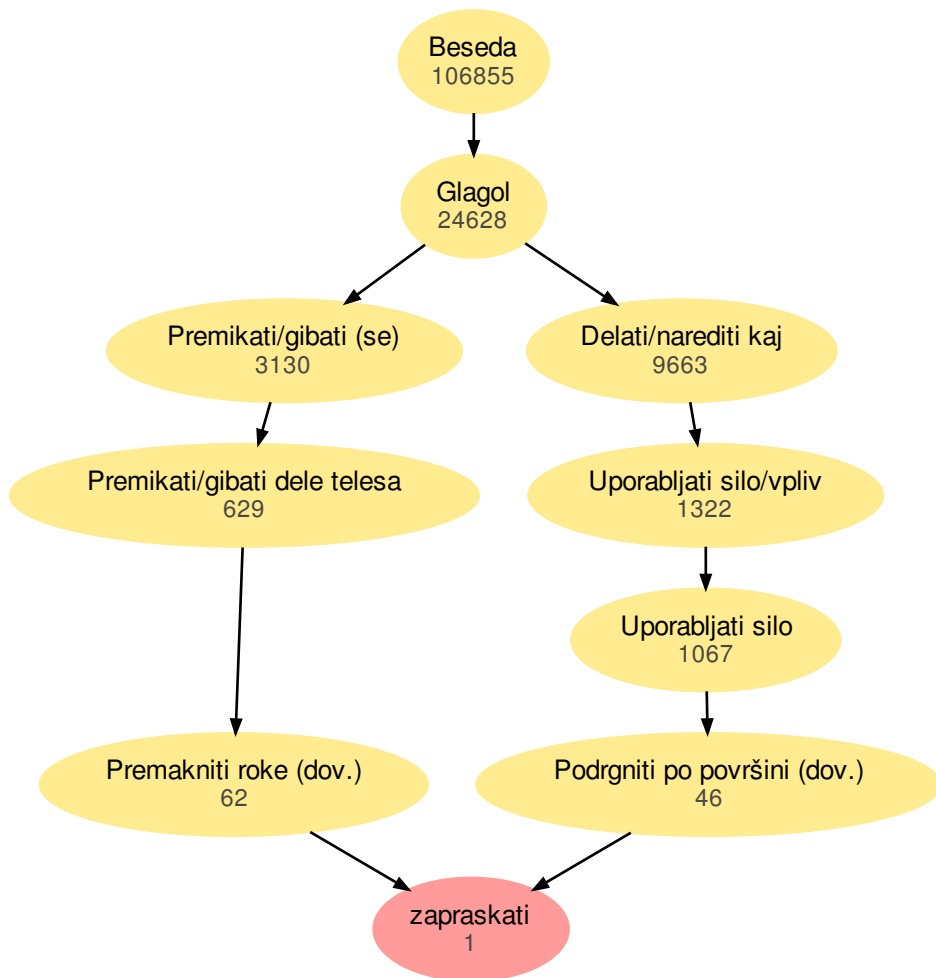 Beseda
106855
Glagol
24628
Premikati/gibati (se)
3130
Delati/narediti kaj
9663
Premikati/gibati dele telesa
629
Uporabljati silo/vpliv
1322
Uporabljati silo
1067
Premakniti roke (dov.)
62
Podrgniti po površini (dov.)
46
zapraskati
1